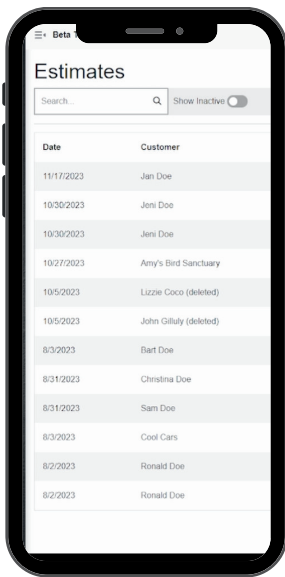 Beta
Estimates
Search...
Show Inactive
Date Customer
11/17/2023 Jan Doe
10/30/2023 Jeni Doe
10/30/2023 Jeni Doe
10/27/2023 Amy's Bird Sanctuary
10/5/2023 Lizzie Coco (deleted)
10/5/2023 John Gilluly (deleted)
8/3/2023 Bart Doe
8/31/2023 Christina Doe
8/31/2023 Sam Doe
8/3/2023 Cool Cars
8/2/2023 Ronald Doe
8/2/2023 Ronald Doe